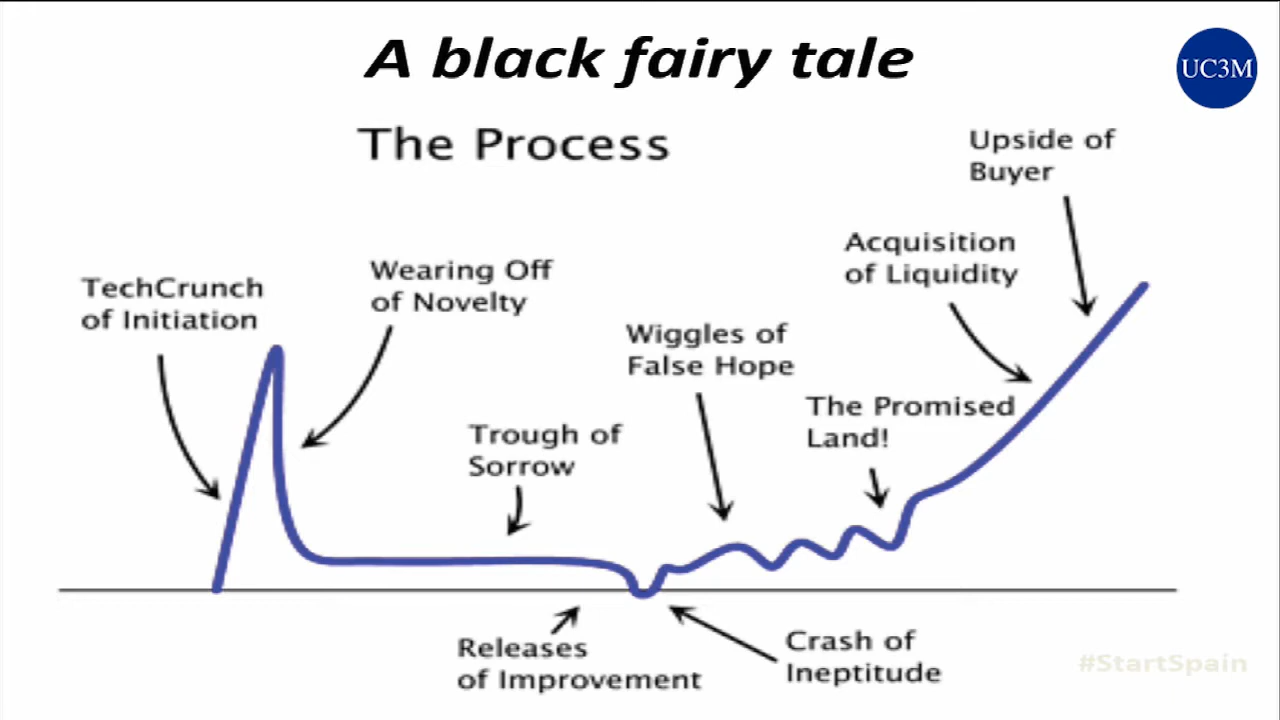 A black fairy tale
UC3M
The Process
Upside of
Buyer
Acquisition
of Liquidity
Wearing Off
of Novelty
TechCrunch
of Initiation
Wiggles of
False Hope
The Promised
Land!
Trough of
Sorrow
Releases
of Improvement
Crash of
Ineptitude
#StartSpain